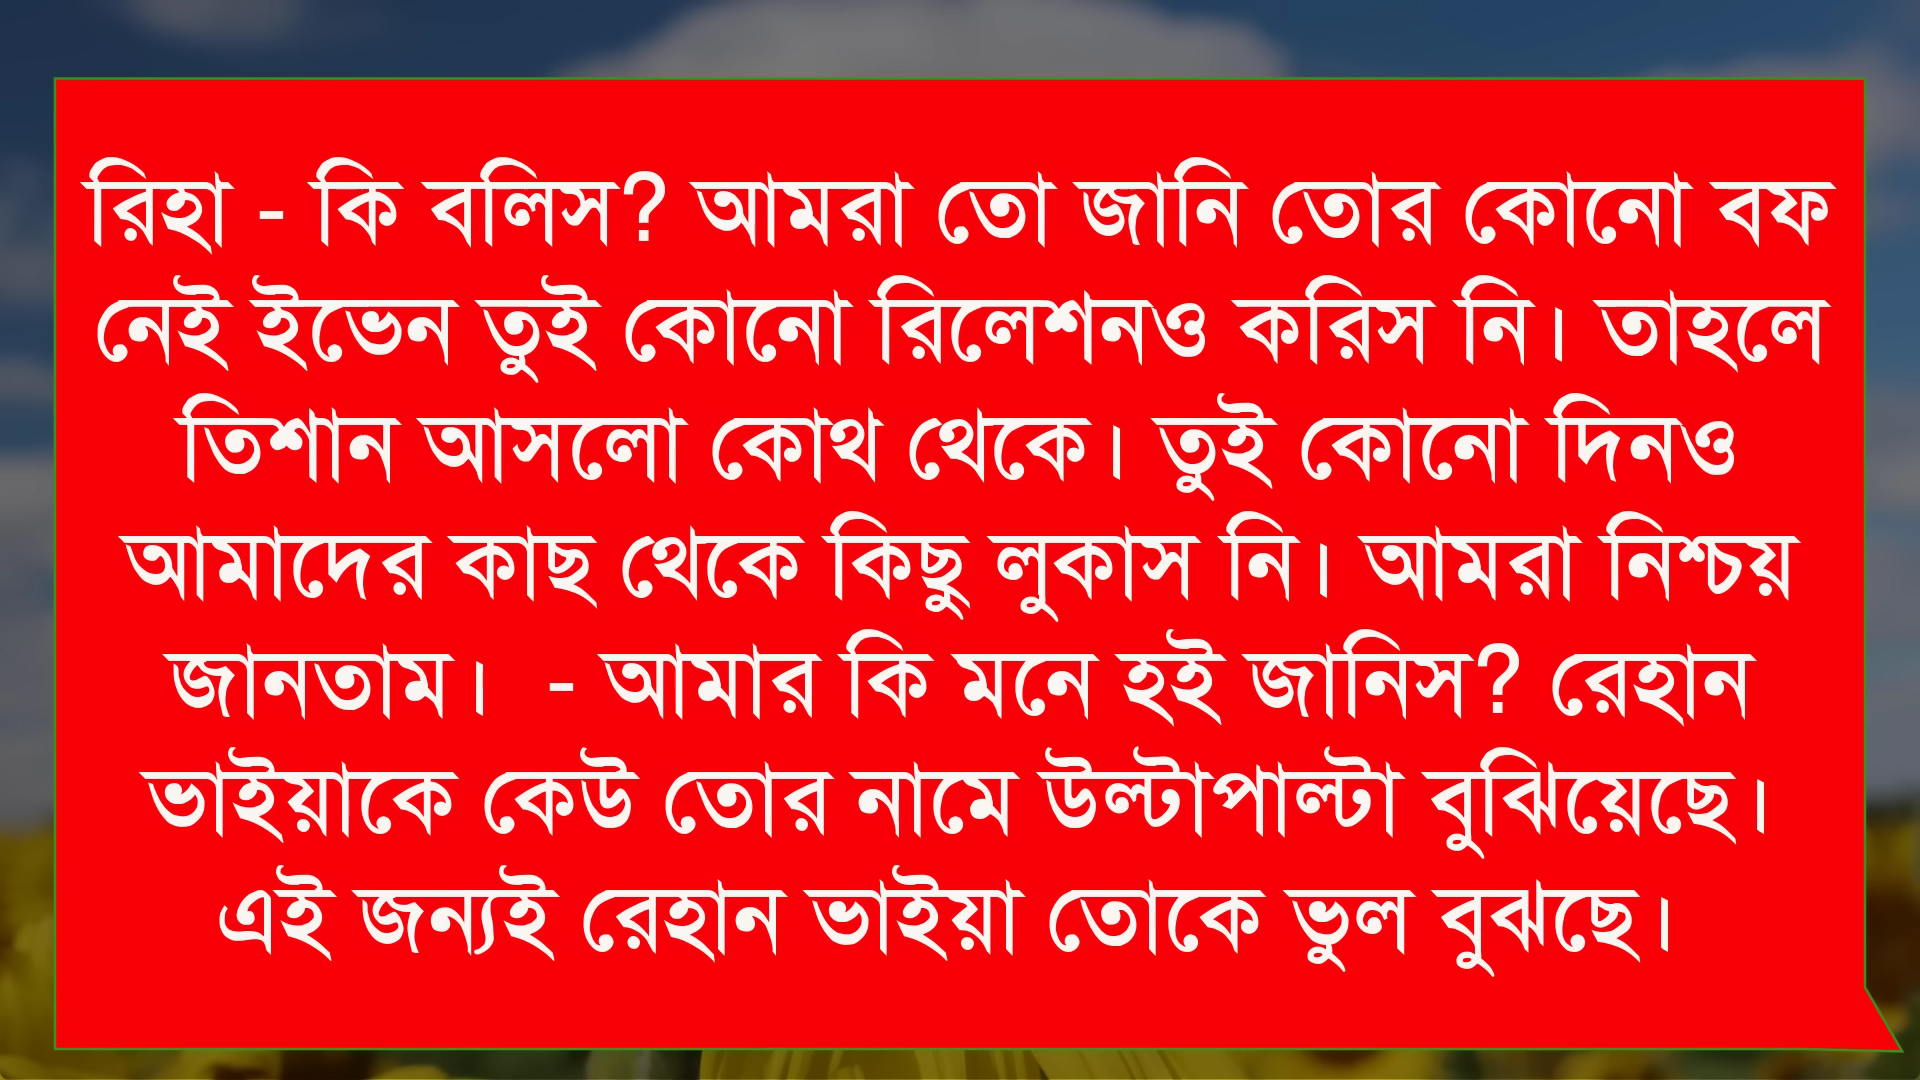 রিহা - কি বলিস? আমরা তো জানি তোর কোনো বফ
নেই ইভেন তুই কোনো রিলেশনও করিস নি। তাহলে
তিশান আসলো কোথ থেকে। তুই কোনো দিনও
আমাদের কাছ থেকে কিছু লুকাস নি। আমরা নিশ্চয়
জানতাম।  - আমার কি মনে হই জানিস? রেহান
ভাইয়াকে কেউ তোর নামে উল্টাপাল্টা বুঝিয়েছে।
এই জন্যই রেহান ভাইয়া তোকে ভুল বুঝছে।